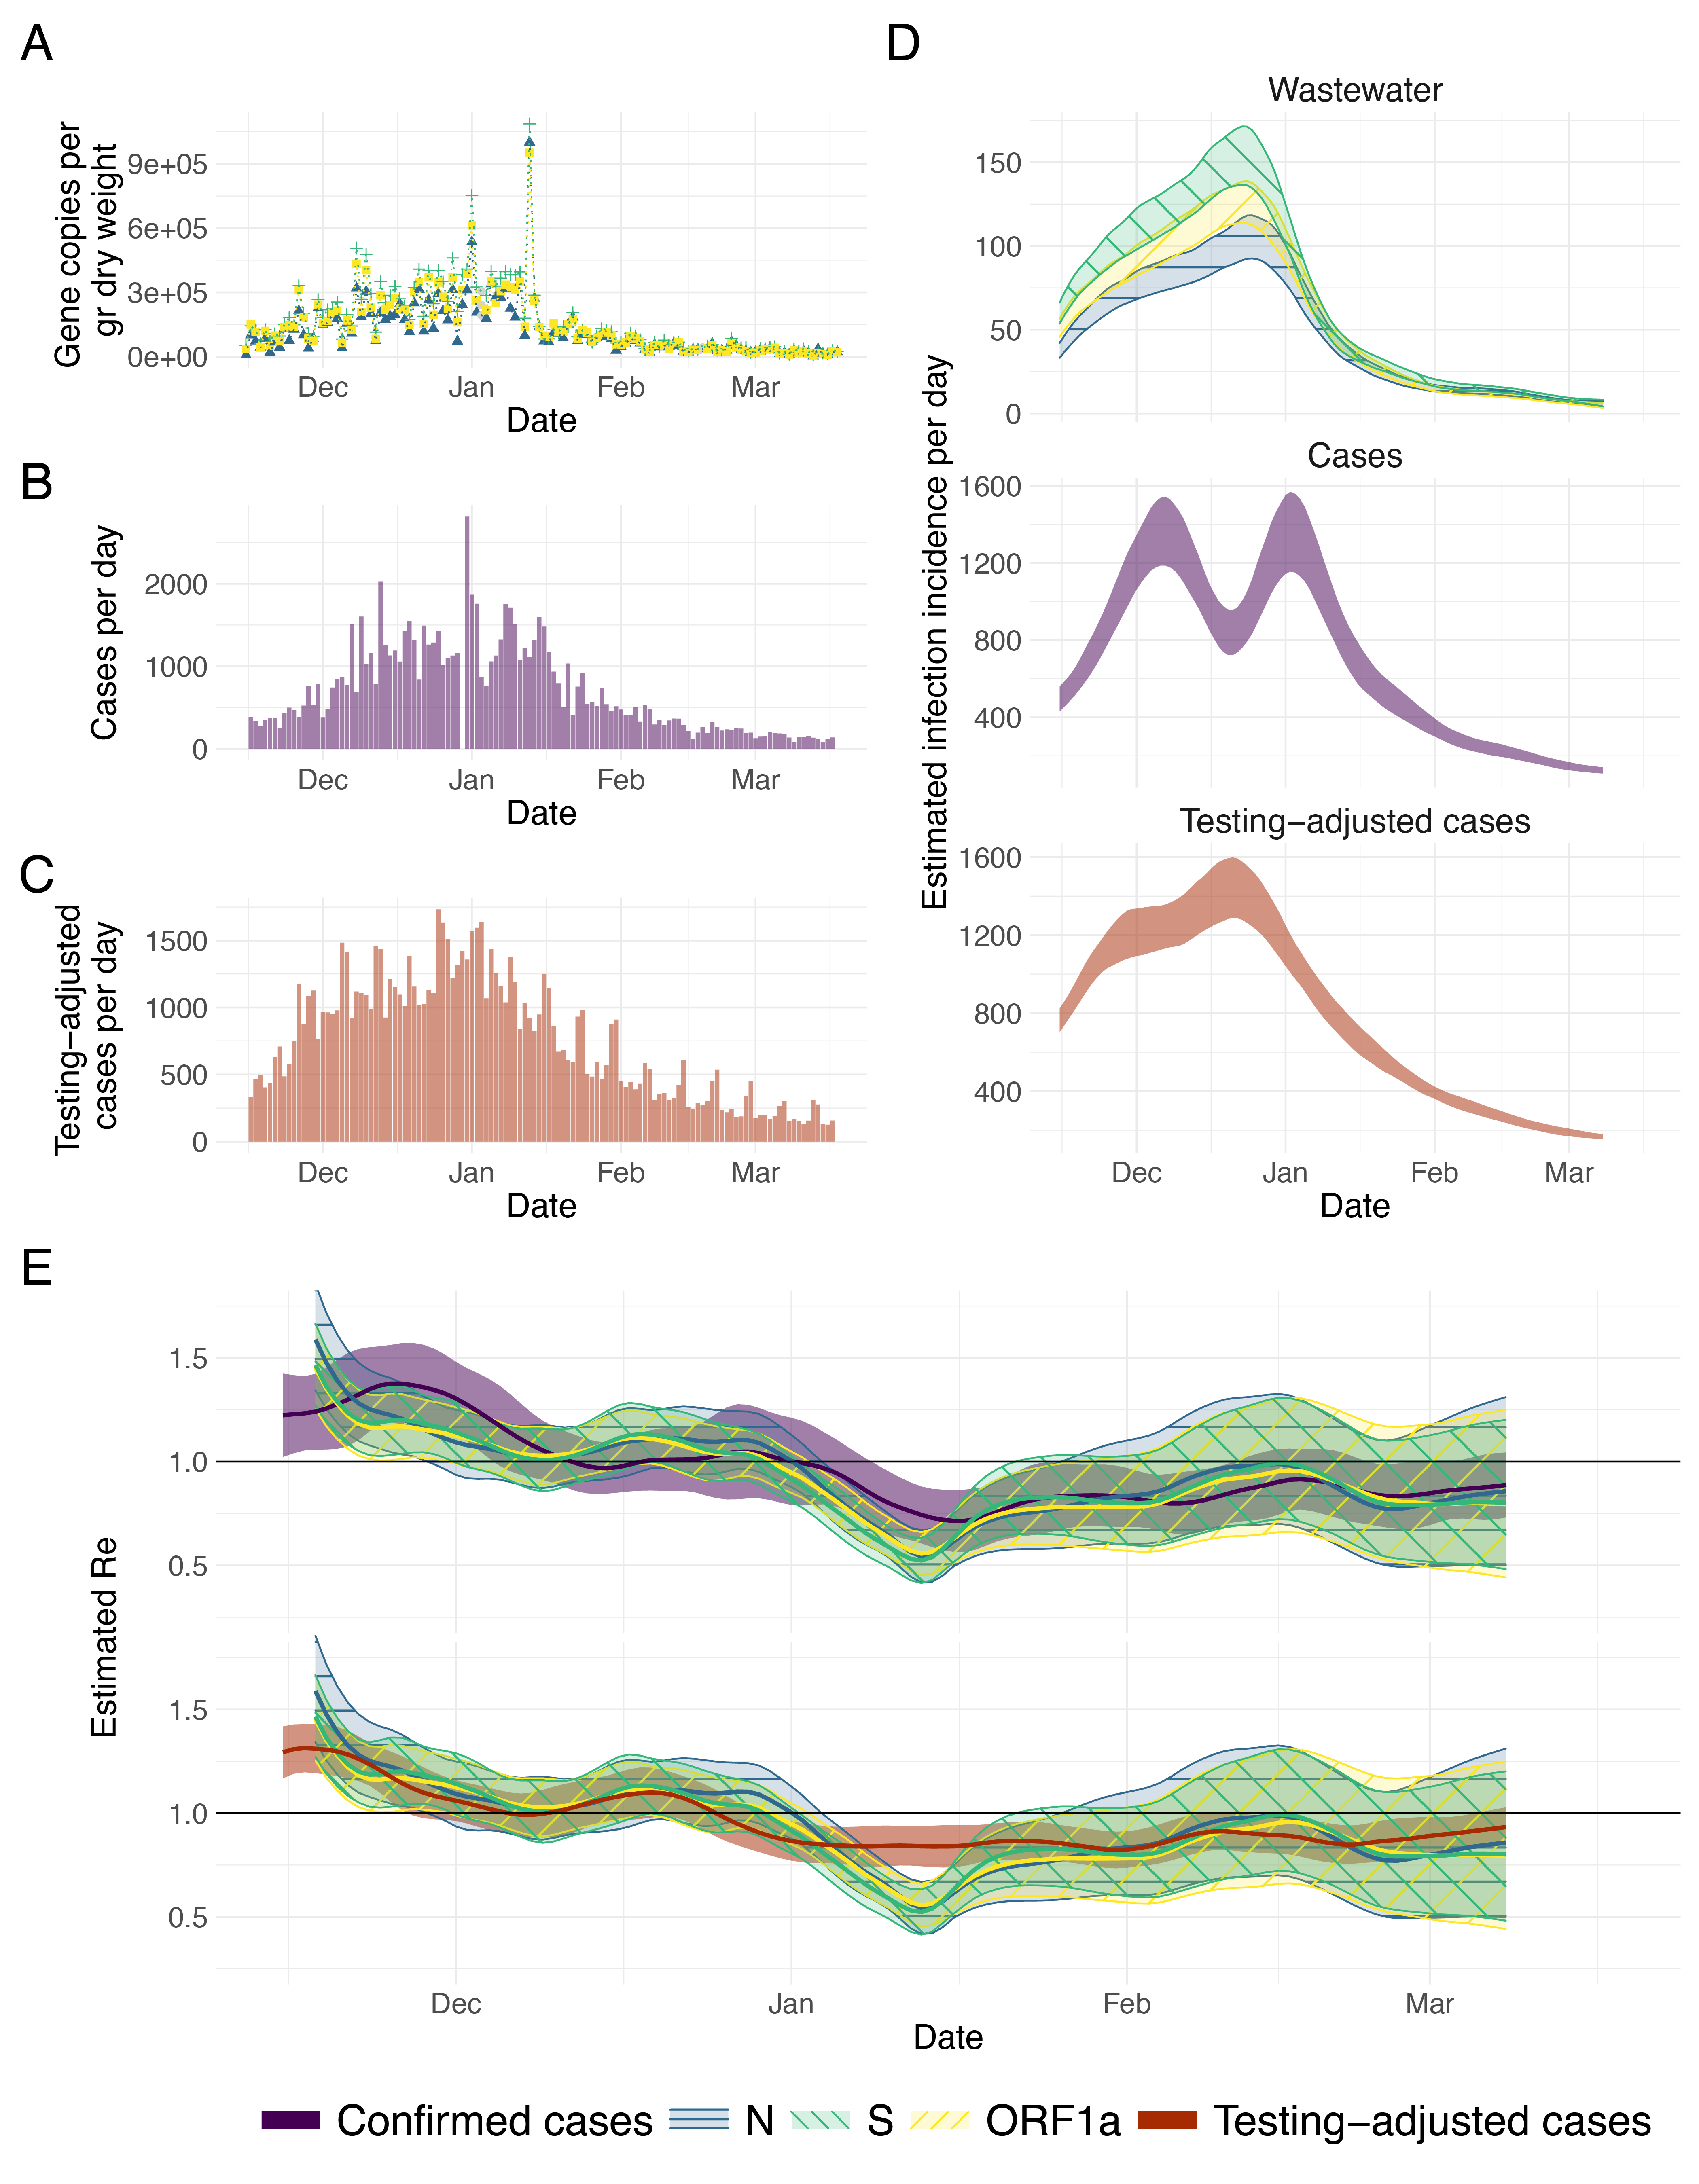 A
Gene copies per
gr dry weight
9e+05
6e+05
3e+05
0e+00
Dec Jan Feb Mar
Date
B
Cases per day
2000
1000
0
Dec Jan Feb Mar
Date
C
Testing−adjusted
cases per day
1500
1000
500
0
Dec Jan Feb Mar
Date
D
Estimated infection incidence per day
Wastewater
150
100
50
0
Cases
1600
1200
800
400
Testing−adjusted cases
1600
1200
800
400
Dec Jan Feb Mar
Date
E
Estimated Re
1.5
1.0
0.5
1.5
1.0
0.5
Dec Jan Feb Mar
Date
Confirmed cases N S ORF1a Testing−adjusted cases